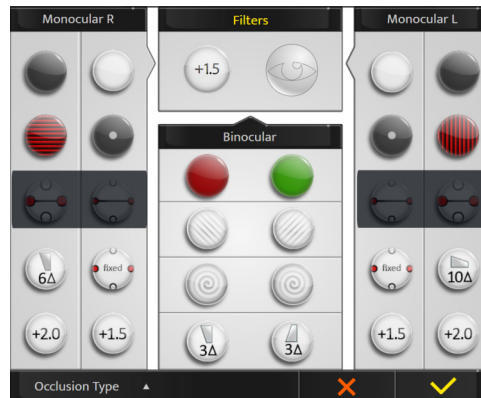 Monocular R
Filters
Monocular L
+1.5
Binocular
6Δ
fixed
fixed
10Δ
+2.0
+1.5
3Δ
3Δ
+1.5
+2.0
Occlusion Type